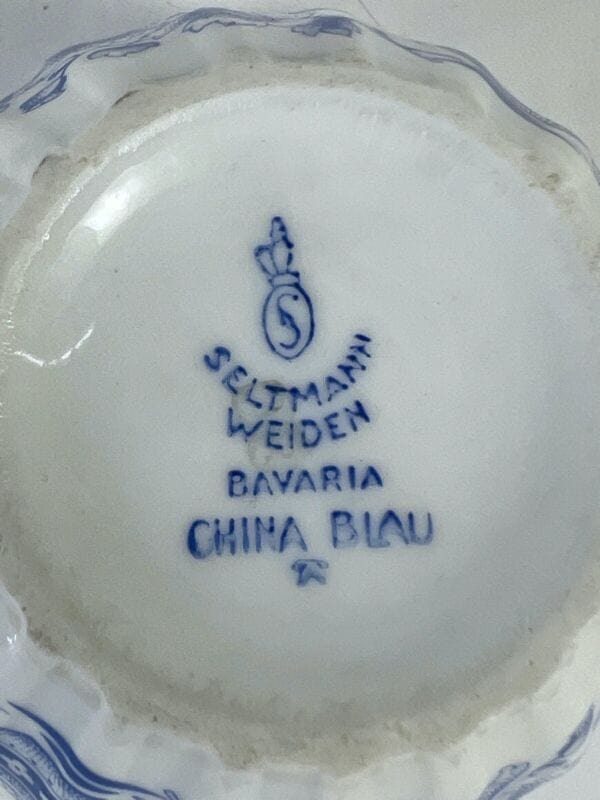 S
SELTMANN
WEIDEN
BAVARIA
CHINA BLAU